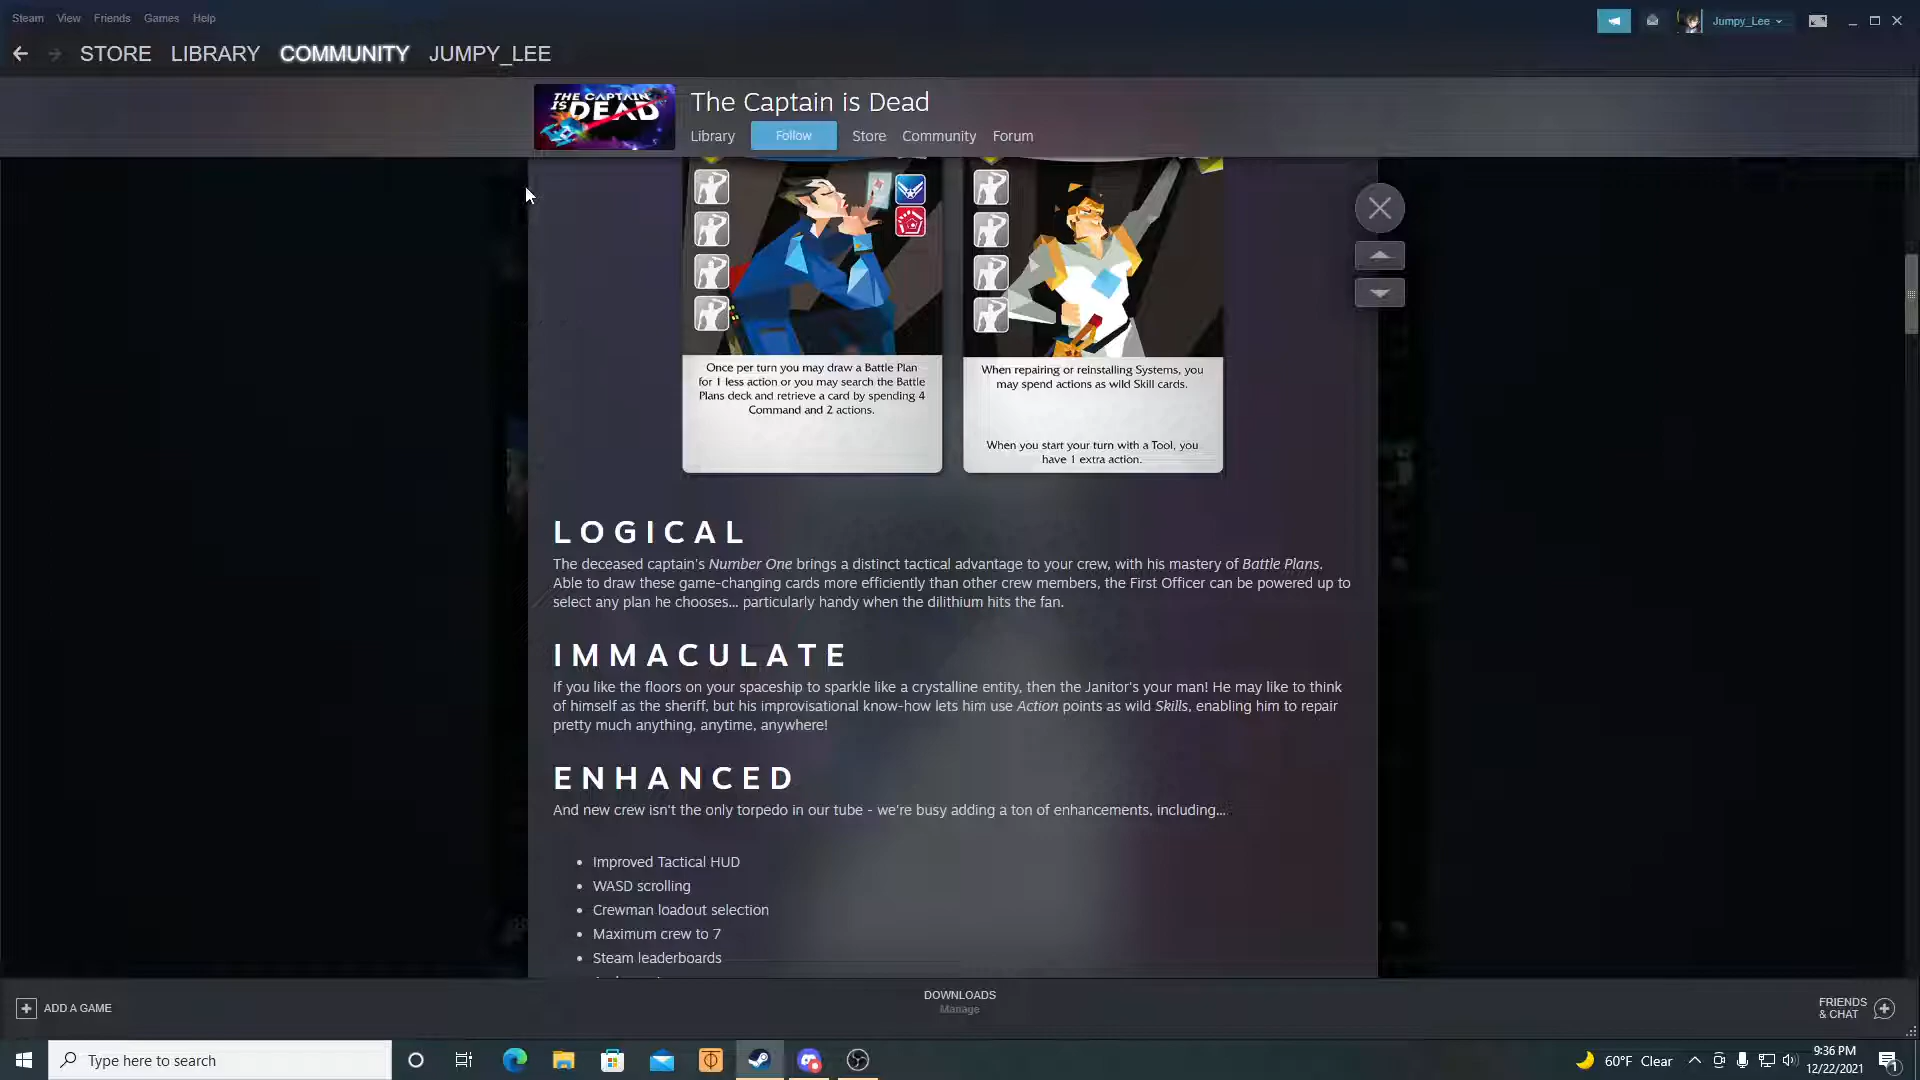 Steam View Friends Games Help
Jumpy_Lee
STORE LIBRARY COMMUNITY JUMPY_LEE
THE CAPTAIN
IS DEAD
The Captain is Dead
Library Follow Store Community Forum
Once per turn you may draw a Battle Plan
for 1 less action or you may search the Battle
Plans deck and retrieve a card by spending 4
Command and 2 actions.
When repairing or reinstalling Systems, you
may spend actions as wild Skill cards.
When you start your turn with a Tool, you
have 1 extra action.
LOGICAL
The deceased captain's Number One brings a distinct tactical advantage to your crew, with his mastery of Battle Plans.
Able to draw these game-changing cards more efficiently than other crew members, the First Officer can be powered up to
select any plan he chooses... particularly handy when the dilithium hits the fan.
IMMACULATE
If you like the floors on your spaceship to sparkle like a crystalline entity, then the Janitor's your man! He may like to think
of himself as the sheriff, but his improvisational know-how lets him use Action points as wild Skills, enabling him to repair
pretty much anything, anytime, anywhere!
ENHANCED
And new crew isn't the only torpedo in our tube - we're busy adding a ton of enhancements, including...
• Improved Tactical HUD
• WASD scrolling
• Crewman loadout selection
• Maximum crew to 7
• Steam leaderboards
ADD A GAME
DOWNLOADS
Manage
FRIENDS
& CHAT
Type here to search
60°F Clear
9:36 PM
12/22/2021
1